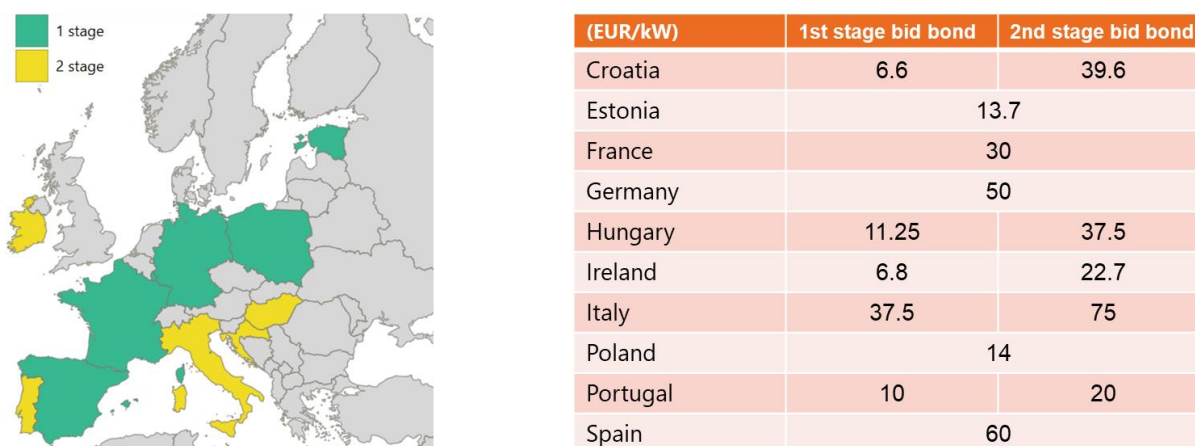 1 stage
2 stage
(EUR/kW) 1st stage bid bond 2nd stage bid bond
Croatia 6.6 39.6
Estonia 13.7
France 30
Germany 50
Hungary 11.25 37.5
Ireland 6.8 22.7
Italy 37.5 75
Poland 14
Portugal 10 20
Spain 60